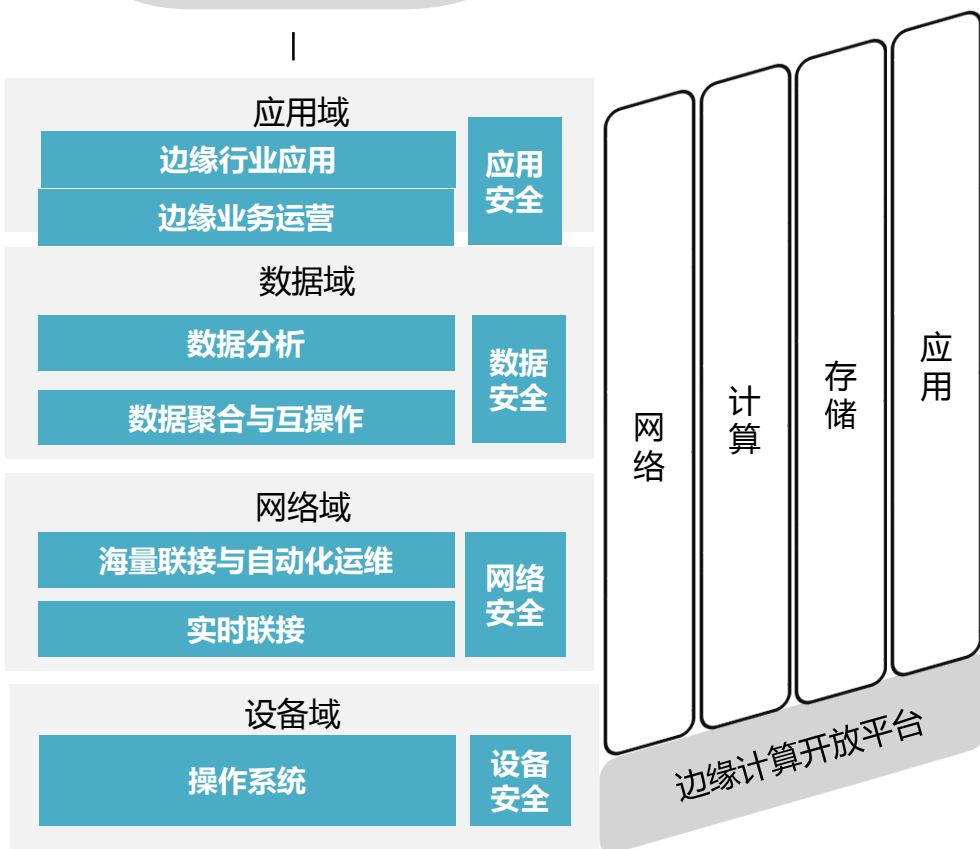 应用域
边缘行业应用
边缘业务运营
应用
安全
数据域
数据分析
数据聚合与互操作
数据
安全
网络域
海量联接与自动化运维
实时联接
网络
安全
设备域
操作系统
设备
安全
网络
计算
存储
应用
边缘计算开放平台